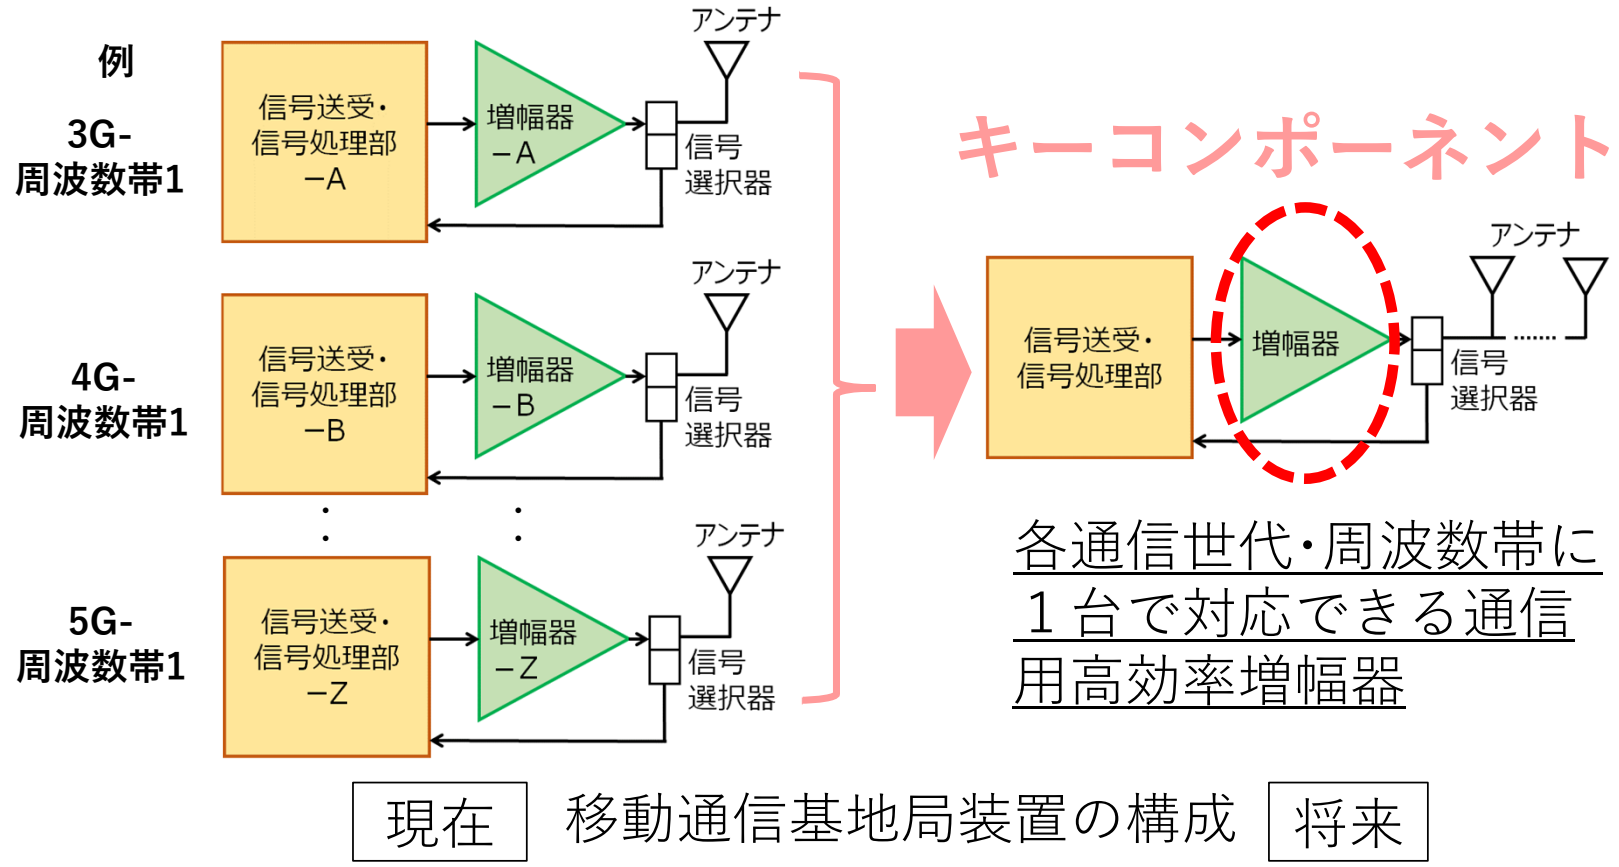 例
3G-
周波数帯1
信号送受・
信号処理部
－A
増幅器
－A
アンテナ
信号
選択器
4G-
周波数帯1
信号送受・
信号処理部
－B
増幅器
－B
アンテナ
信号
選択器
：
：
5G-
周波数帯1
信号送受・
信号処理部
－Z
増幅器
－Z
アンテナ
信号
選択器
キーコンポーネント
信号送受・
信号処理部
増幅器
アンテナ
信号
選択器
各通信世代・周波数帯に
１台で対応できる通信
用高効率増幅器
現在
移動通信基地局装置の構成
将来